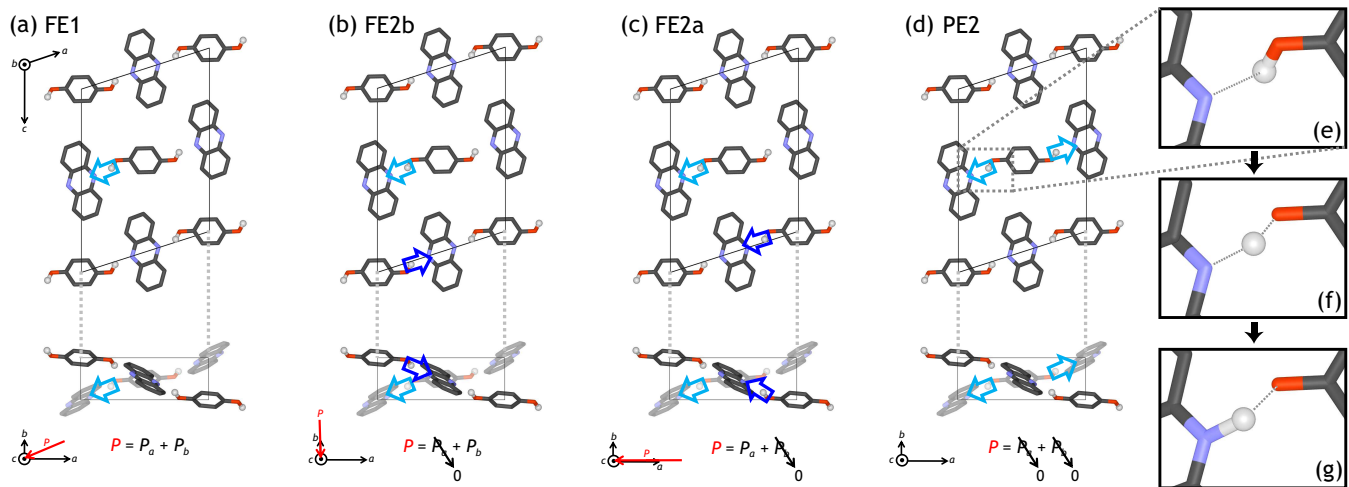 (a) FE1
(b) FE2b
(c) FE2a
(d) PE2
b a
c
(e)
(f)
(g)
b
P
c a
P = Pa + Pb
P
b
c a
P = Pa + Pb
0
b
P
c a
P = Pa + Pb
0
b
c a
P = Pa + Pb
0 0